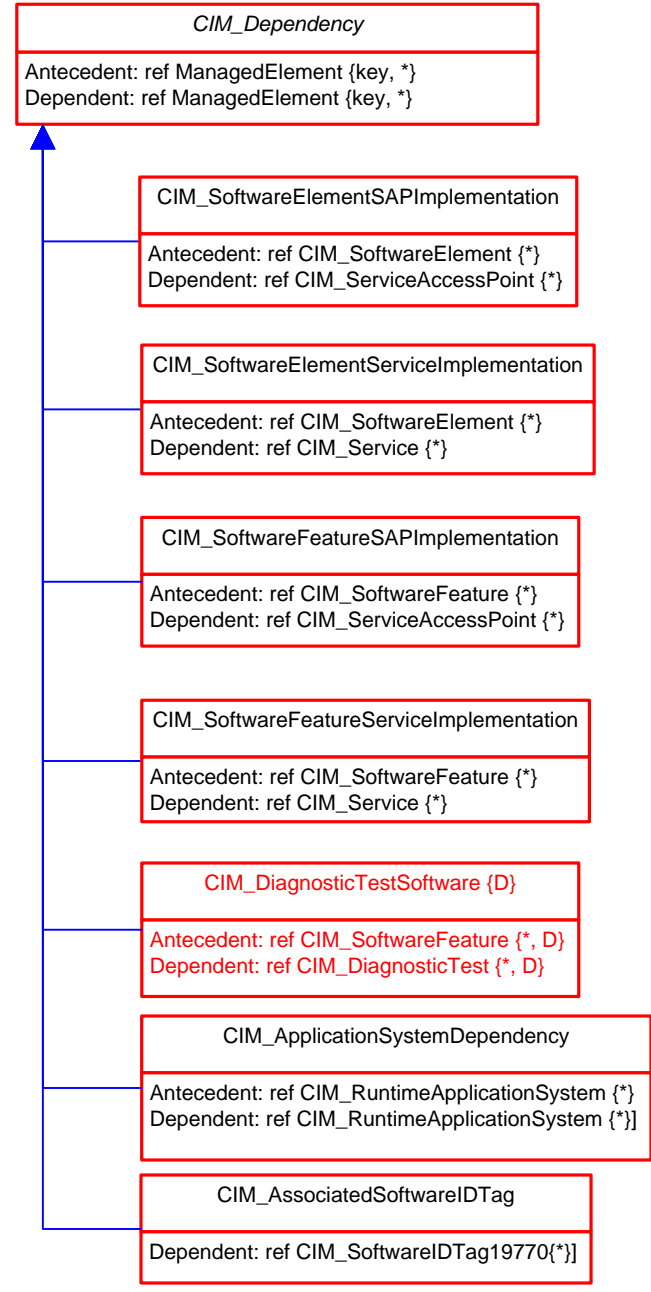 CIM_Dependency
Antecedent: ref ManagedElement {key, *}
Dependent: ref ManagedElement {key, *}
CIM_SoftwareElementSAPImplementation
Antecedent: ref CIM_SoftwareElement {*}
Dependent: ref CIM_ServiceAccessPoint {*}
CIM_SoftwareElementServiceImplementation
Antecedent: ref CIM_SoftwareElement {*}
Dependent: ref CIM_Service {*}
CIM_SoftwareFeatureSAPImplementation
Antecedent: ref CIM_SoftwareFeature {*}
Dependent: ref CIM_ServiceAccessPoint {*}
CIM_SoftwareFeatureServiceImplementation
Antecedent: ref CIM_SoftwareFeature {*}
Dependent: ref CIM_Service {*}
CIM_DiagnosticTestSoftware {D}
Antecedent: ref CIM_SoftwareFeature {*, D}
Dependent: ref CIM_DiagnosticTest {*, D}
CIM_ApplicationSystemDependency
Antecedent: ref CIM_RuntimeApplicationSystem {*}
Dependent: ref CIM_RuntimeApplicationSystem {*}]
CIM_AssociatedSoftwareIDTag
Dependent: ref CIM_SoftwareIDTag19770{*}]